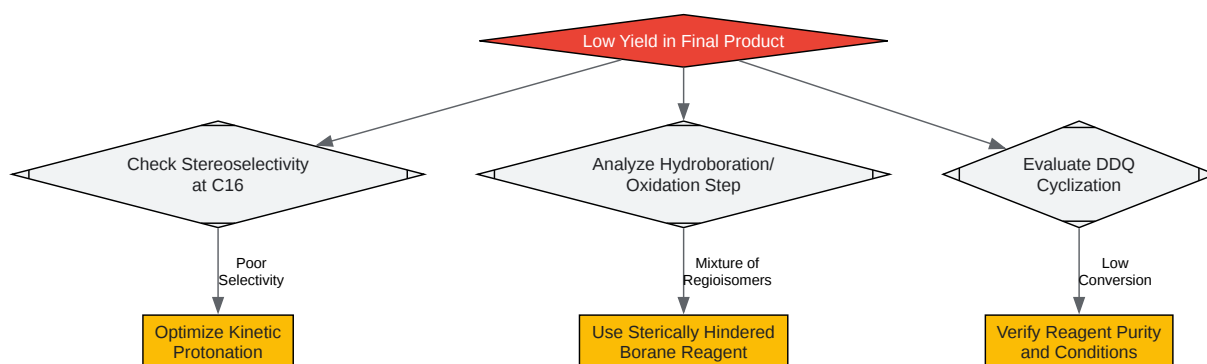 Low Yield in Final Product
Check Stereoselectivity
at C16
Analyze Hydroboration/
Oxidation Step
Evaluate DDQ
Cyclization
Poor
Selectivity
Mixture of
Regioisomers
Low
Conversion
Optimize Kinetic
Protonation
Use Sterically Hindered
Borane Reagent
Verify Reagent Purity
and Conditions